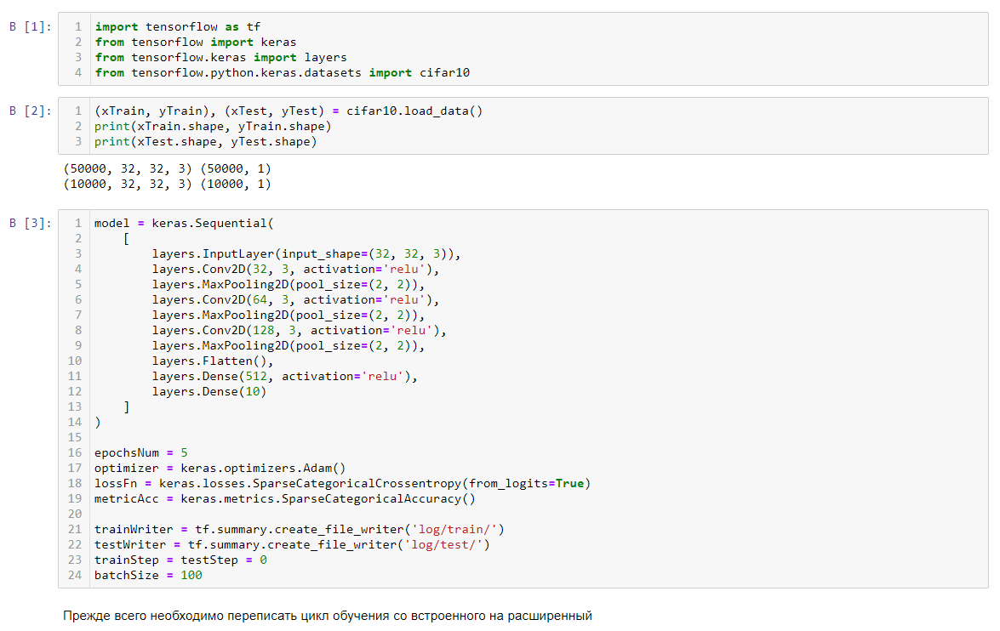 В [1]:
1 import tensorflow as tf
2 from tensorflow import keras
3 from tensorflow.keras import layers
4 from tensorflow.python.keras.datasets import cifar10
В [2]:
1 (xTrain, yTrain), (xTest, yTest) = cifar10.load_data()
2 print(xTrain.shape, yTrain.shape)
3 print(xTest.shape, yTest.shape)
(50000, 32, 32, 3) (50000, 1)
(10000, 32, 32, 3) (10000, 1)
В [3]:
1 model = keras.Sequential(
2     [
3         layers.InputLayer(input_shape=(32, 32, 3)),
4         layers.Conv2D(32, 3, activation='relu'),
5         layers.MaxPooling2D(pool_size=(2, 2)),
6         layers.Conv2D(64, 3, activation='relu'),
7         layers.MaxPooling2D(pool_size=(2, 2)),
8         layers.Conv2D(128, 3, activation='relu'),
9         layers.MaxPooling2D(pool_size=(2, 2)),
10         layers.Flatten(),
11         layers.Dense(512, activation='relu'),
12         layers.Dense(10)
13     ]
14 )
15
16 epochsNum = 5
17 optimizer = keras.optimizers.Adam()
18 lossFn = keras.losses.SparseCategoricalCrossentropy(from_logits=True)
19 metricAcc = keras.metrics.SparseCategoricalAccuracy()
20
21 trainWriter = tf.summary.create_file_writer('log/train/')
22 testWriter = tf.summary.create_file_writer('log/test/')
23 trainStep = testStep = 0
24 batchSize = 100
Прежде всего необходимо переписать цикл обучения со встроенного на расширенный